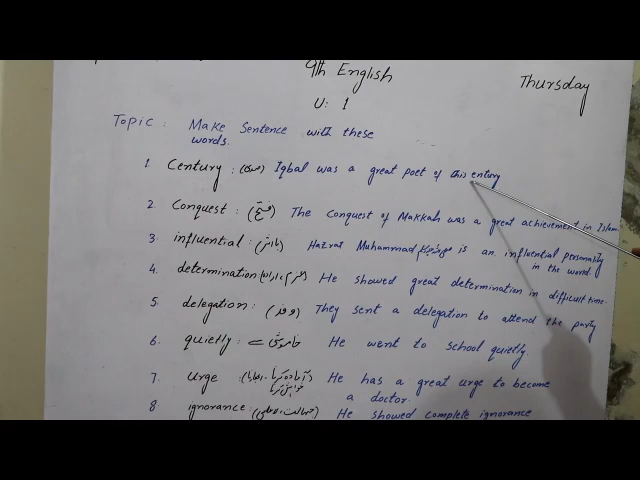 9th English
Thursday
U: 1
Topic: Make Sentence with these
words.
1 Century: (صدی) Iqbal was a great poet of this entury
2. Conquest: (فتح) The Conquest of Makkah was a great achievement in Islam.
3. influential: (بااثر) Hazrat Muhammad is an influential personality
in the world.
4. determination: He showed great determination in difficult time.
5. delegation: (وفد) They sent a delegation to attend the party
6. quietly: خاموشی سے He went to school quietly.
7. Urge: He has a great urge to become
a doctor.
8. ignorance: He showed complete ignorance